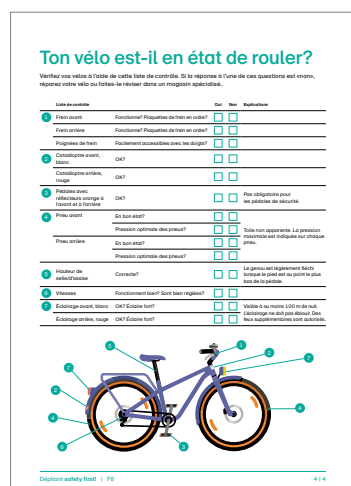 Ton vélo est-il en état de rouler?
Vérifiez vos vélos à l'aide de cette liste de contrôle. Si la réponse à l'une de ces questions est «non»,
réparez votre vélo ou faites-le réviser dans un magasin spécialisé.
Liste de contrôle Oui Non Explications
1 Frein avant Fonctionne? Plaquettes de frein en ordre?
Frein arrière Fonctionne? Plaquettes de frein en ordre?
Poignées de frein Facilement accessibles avec les doigts?
2 Catadioptre avant, blanc OK?
Catadioptre arrière, rouge OK?
3 Pédales avec réflecteurs orange à l'avant et à l'arrière OK? Pas obligatoire pour les pédales de sécurité.
4 Pneu avant En bon état?
Pression optimale des pneus? Toile non apparente. La pression maximale est indiquée sur chaque pneu.
Pneu arrière En bon état?
Pression optimale des pneus?
5 Hauteur de selle/d'assise Correcte? Le genou est légèrement fléchi lorsque le pied est au point le plus bas de la pédale.
6 Vitesses Fonctionnent bien? Sont bien réglées?
7 Éclairage avant, blanc OK? Éclaire fort? Visible à au moins 100 m de nuit. L'éclairage ne doit pas éblouir. Des feux supplémentaires sont autorisés.
Éclairage arrière, rouge OK? Éclaire fort?
5
1
2
7
7
2
4
4
6
3
Dépliant safety first! | F8 4 | 4